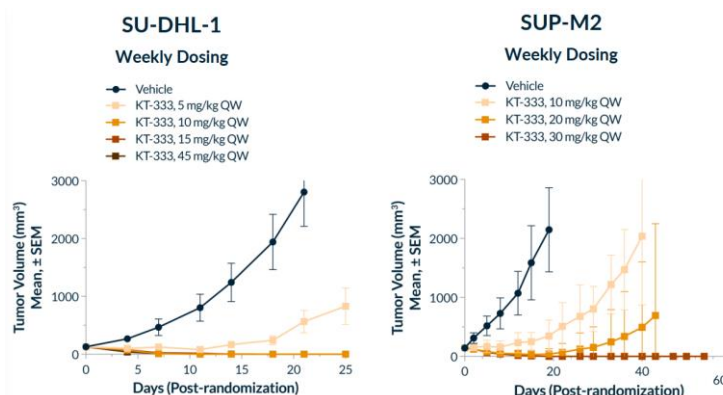 SU-DHL-1
Weekly Dosing
Vehicle
KT-333, 5 mg/kg QW
KT-333, 10 mg/kg QW
KT-333, 15 mg/kg QW
KT-333, 45 mg/kg QW
Tumor Volume (mm³)
Mean, ± SEM
3000
2000
1000
0
0
5
10
15
20
25
Days (Post-randomization)
SUP-M2
Weekly Dosing
Vehicle
KT-333, 10 mg/kg QW
KT-333, 20 mg/kg QW
KT-333, 30 mg/kg QW
Tumor Volume (mm³)
Mean, ± SEM
3000
2000
1000
0
0
20
40
60
Days (Post-randomization)